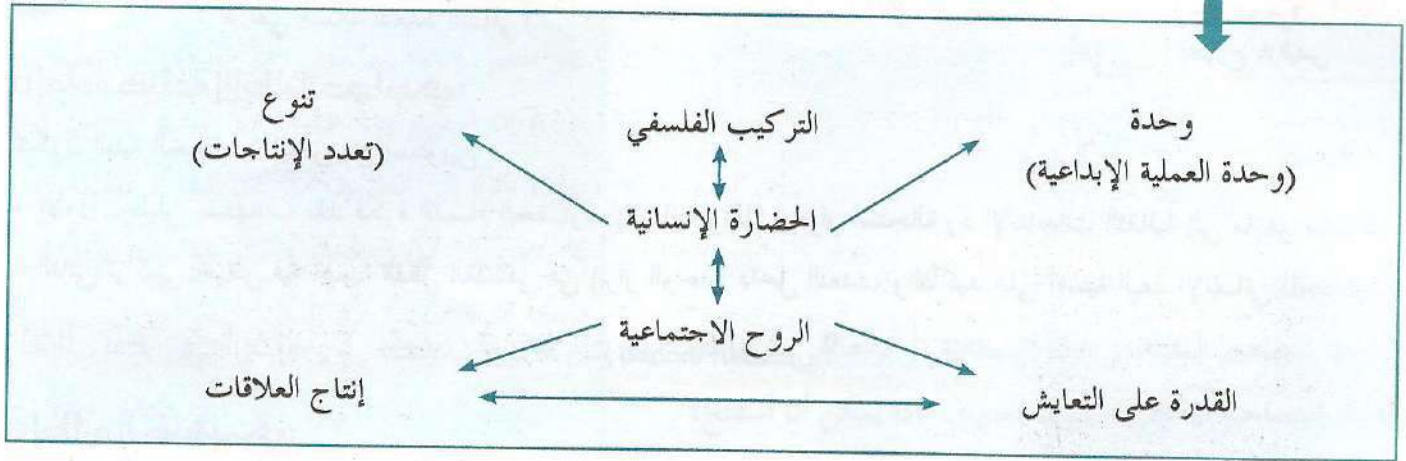 وحدة
(وحدة العملية الإبداعية)
التركيب الفلسفي
تنوع
(تعدد الإنتاجات)
الحضارة الإنسانية
الروح الاجتماعية
القدرة على التعايش
إنتاج العلاقات